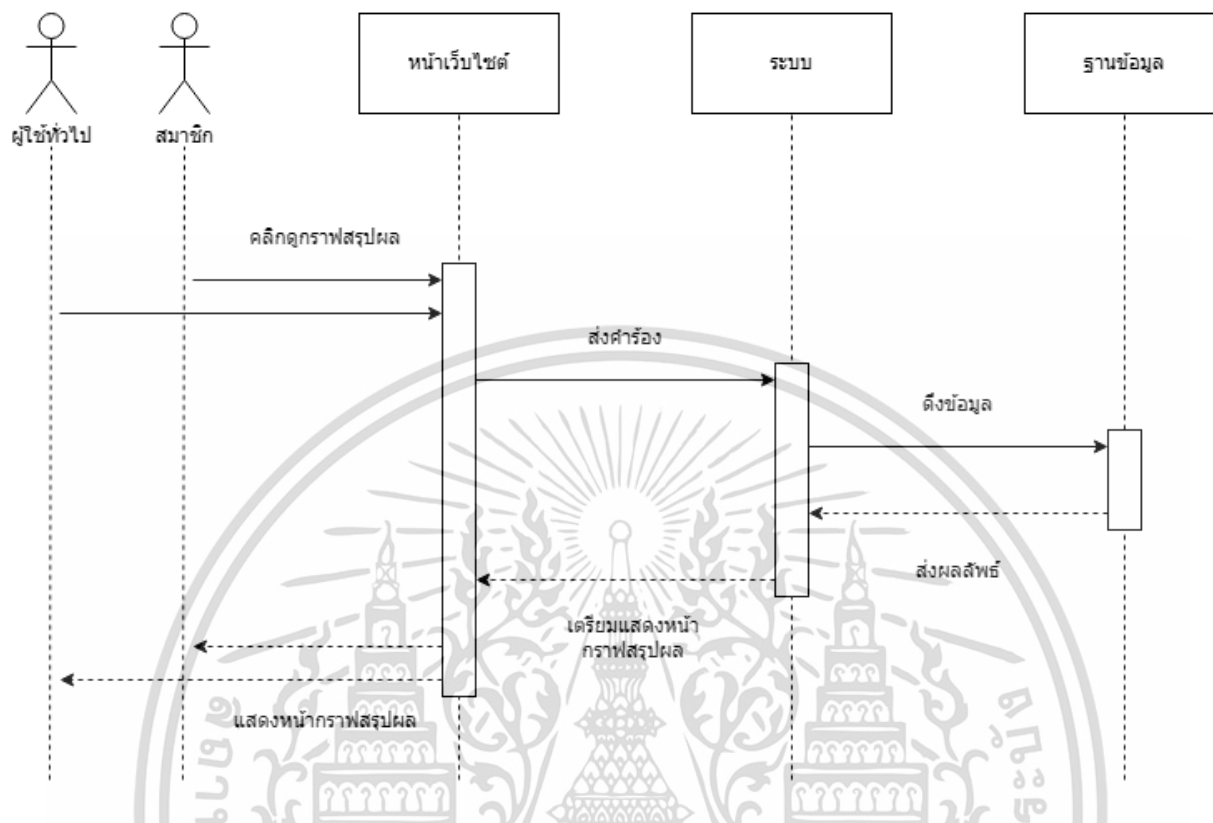 หน้าเว็บไซต์
ระบบ
ฐานข้อมูล
ผู้ใช้ทั่วไป
สมาชิก
คลิกดูกราฟสรุปผล
ส่งคำร้อง
ดึงข้อมูล
ส่งผลลัพธ์
เตรียมแสดงหน้า
กราฟสรุปผล
แสดงหน้ากราฟสรุปผล